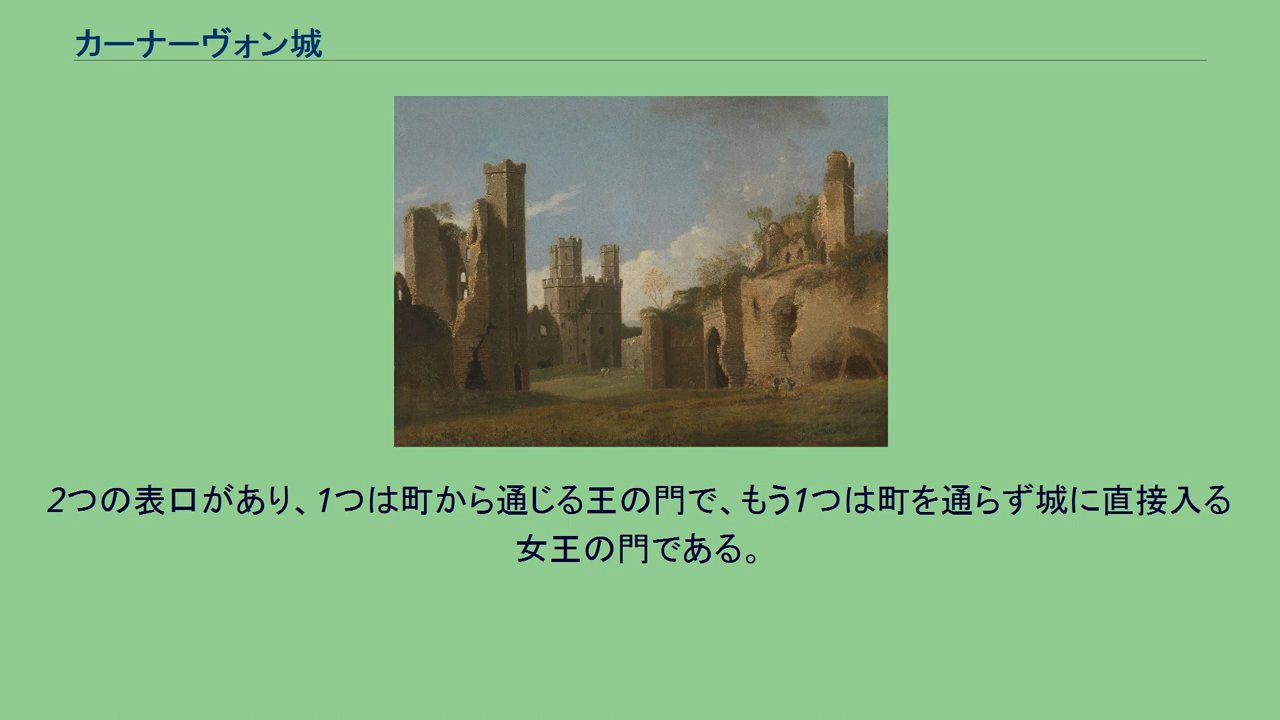 カーナーヴォン城
2つの表口があり、1つは町から通じる王の門で、もう1つは町を通らず城に直接入る
女王の門である。